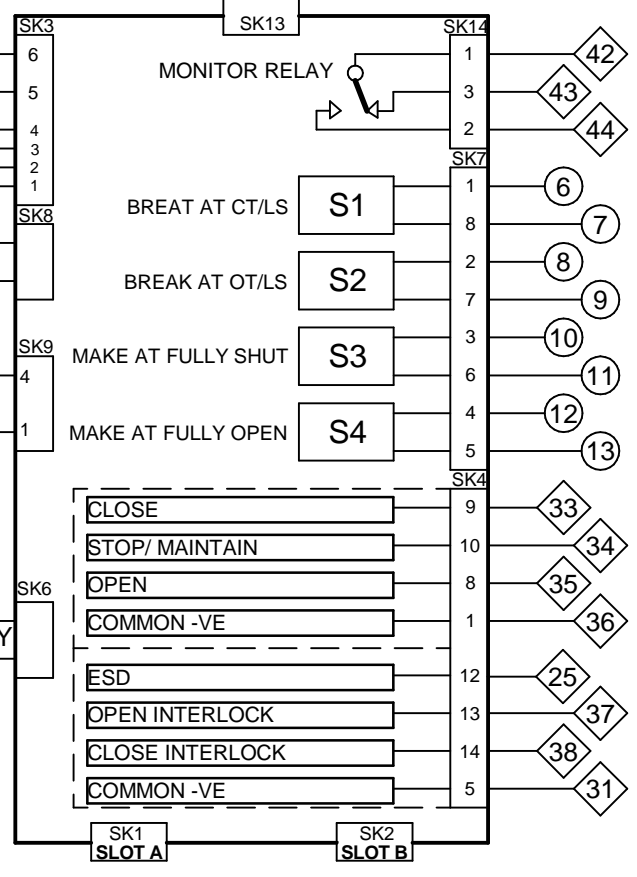 SK13
SK3
6
5
4
3
2
1
SK8
SK9
4
1
SK6
Y
MONITOR RELAY
SK14
1 42
3 43
2 44
SK7
BREAT AT CT/LS S1 1 6
8 7
BREAK AT OT/LS S2 2 8
7 9
MAKE AT FULLY SHUT S3 3 10
6 11
MAKE AT FULLY OPEN S4 4 12
5 13
SK4
CLOSE 9 33
STOP/ MAINTAIN 10 34
OPEN 8 35
COMMON -VE 1 36
ESD 12 25
OPEN INTERLOCK 13 37
CLOSE INTERLOCK 14 38
COMMON -VE 5 31
SK1
SLOT A
SK2
SLOT B